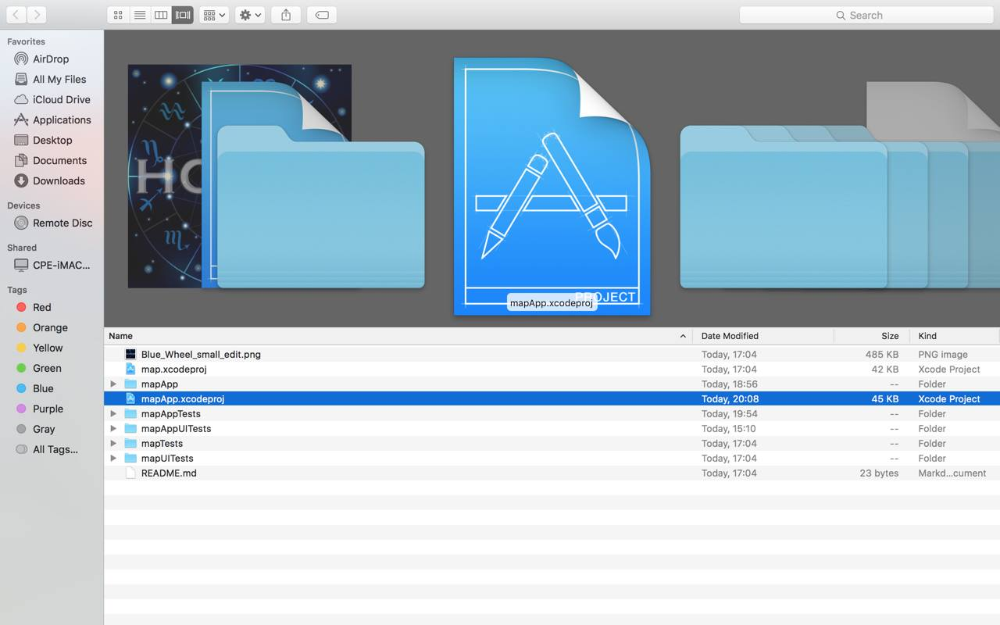 Search
Favorites
AirDrop
All My Files
iCloud Drive
Applications
Desktop
Documents
Downloads
Devices
Remote Disc
Shared
CPE-iMAC...
Tags
Red
Orange
Yellow
Green
Blue
Purple
Gray
All Tags...
PROJECT
mapApp.xcodeproj
Name Date Modified Size Kind
Blue_Wheel_small_edit.png Today, 17:04 485 KB PNG image
map.xcodeproj Today, 17:04 42 KB Xcode Project
mapApp Today, 18:56 -- Folder
mapApp.xcodeproj Today, 20:08 45 KB Xcode Project
mapAppTests Today, 19:54 -- Folder
mapAppUITests Today, 15:10 -- Folder
mapTests Today, 17:04 -- Folder
mapUITests Today, 17:04 -- Folder
README.md Today, 17:04 23 bytes Markd...cument